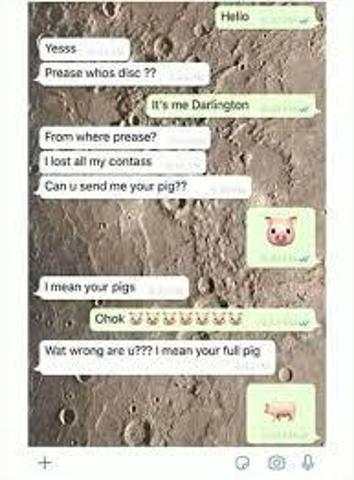 Hello
Yesss
Prease whos disc ??
It's me Darlington
From where prease?
I lost all my contass
Can u send me your pig??
🐷
I mean your pigs
Ohok 🐷🐷🐷🐷🐷🐷🐷
Wat wrong are u??? I mean your full pig
🐖